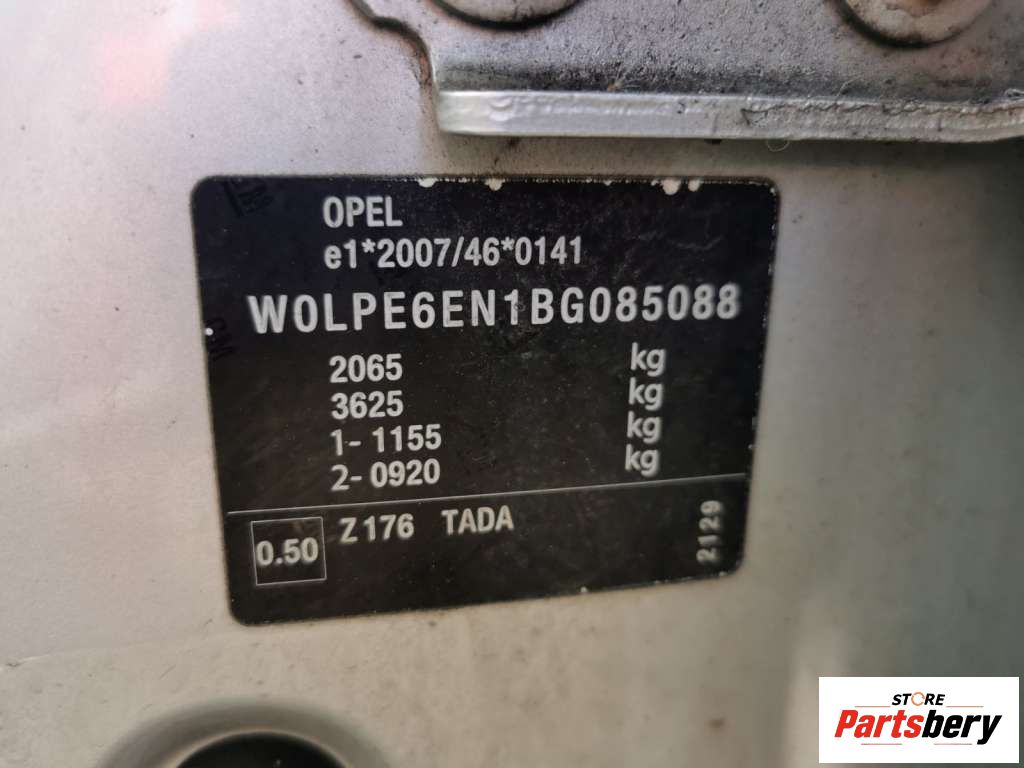 OPEL
e1*2007/46*0141
W0LPE6EN1BG085088
2065 kg
3625 kg
1- 1155 kg
2- 0920 kg
0.50 Z176 TADA
2129
STORE
Partsbery